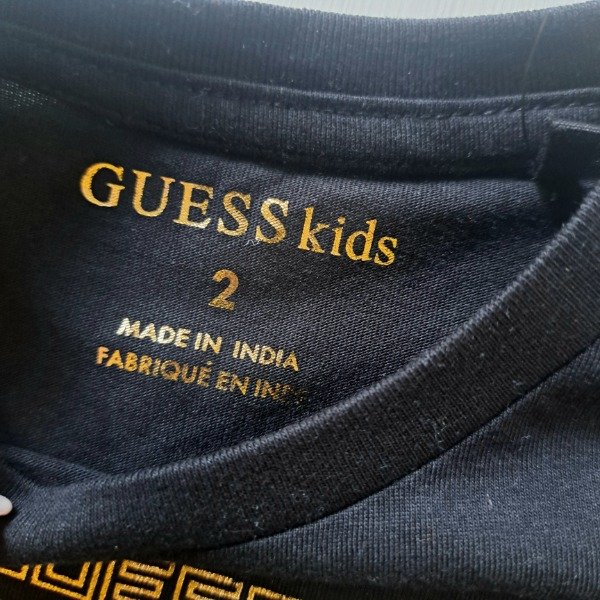 GUESS kids
2
MADE IN INDIA
FABRIQUÉ EN